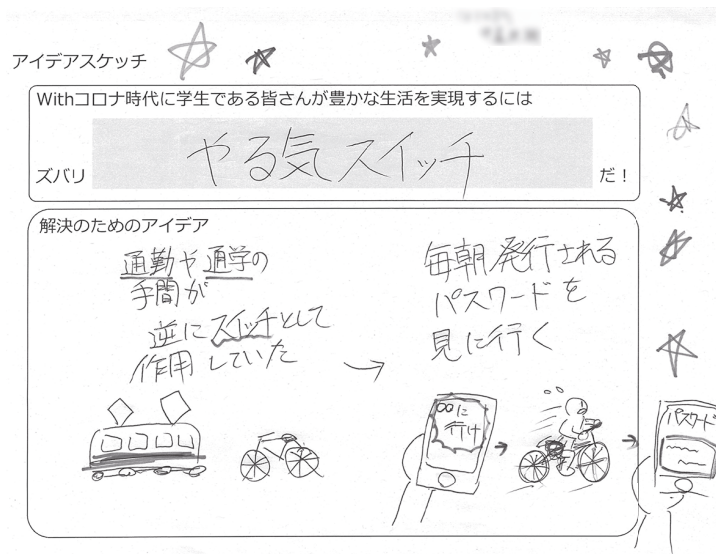 アイデアスケッチ
Withコロナ時代に学生である皆さんが豊かな生活を実現するには
ズバリ やる気スイッチ だ！
解決のためのアイデア
通勤や通学の
手間が
逆にスイッチとして
作用していた
毎朝発行される
パスワードを
見に行く
○○に
行け
パスワード